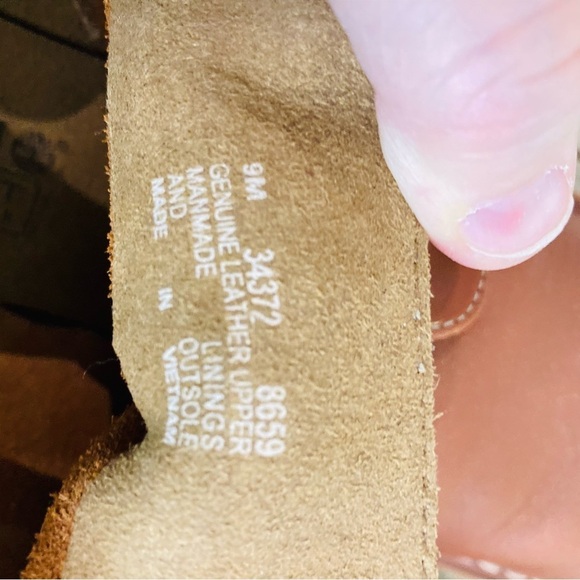 9M 34372 8659
GENUINE LEATHER UPPER
MANMADE LININGS
AND OUTSOLE
MADE IN VIETNAM